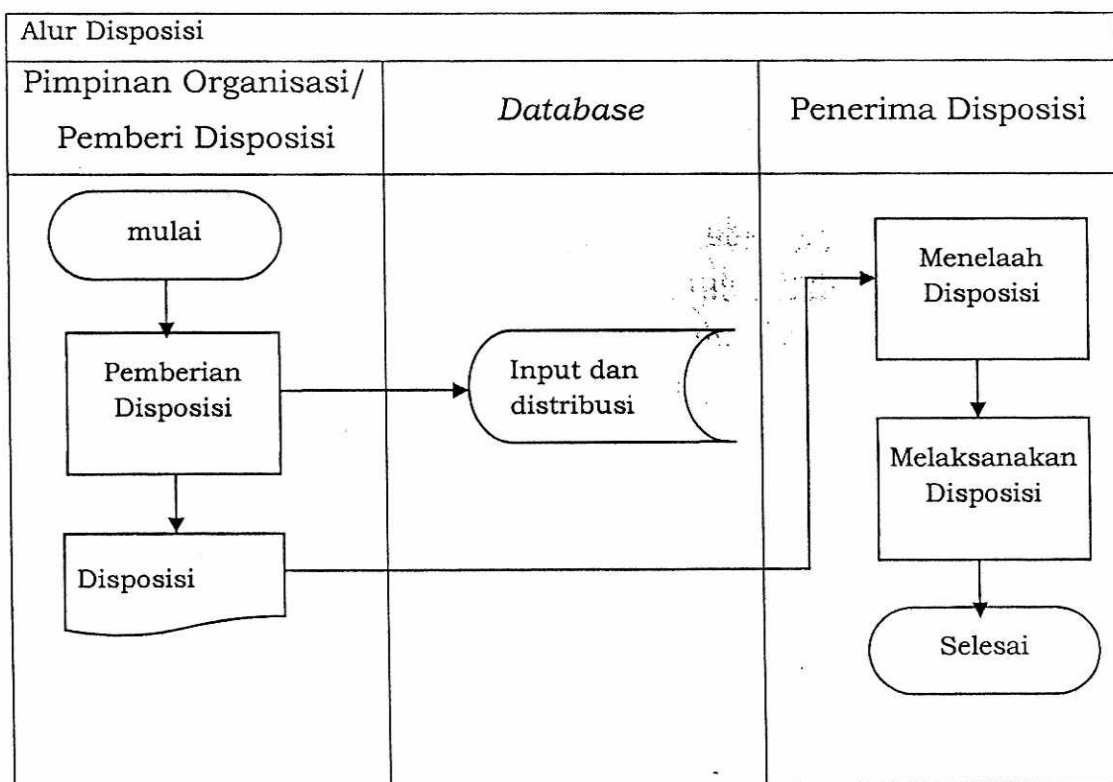 Alur Disposisi
Pimpinan Organisasi/
Pemberi Disposisi
Database
Penerima Disposisi
mulai
Pemberian
Disposisi
Disposisi
Input dan
distribusi
Menelaah
Disposisi
Melaksanakan
Disposisi
Selesai